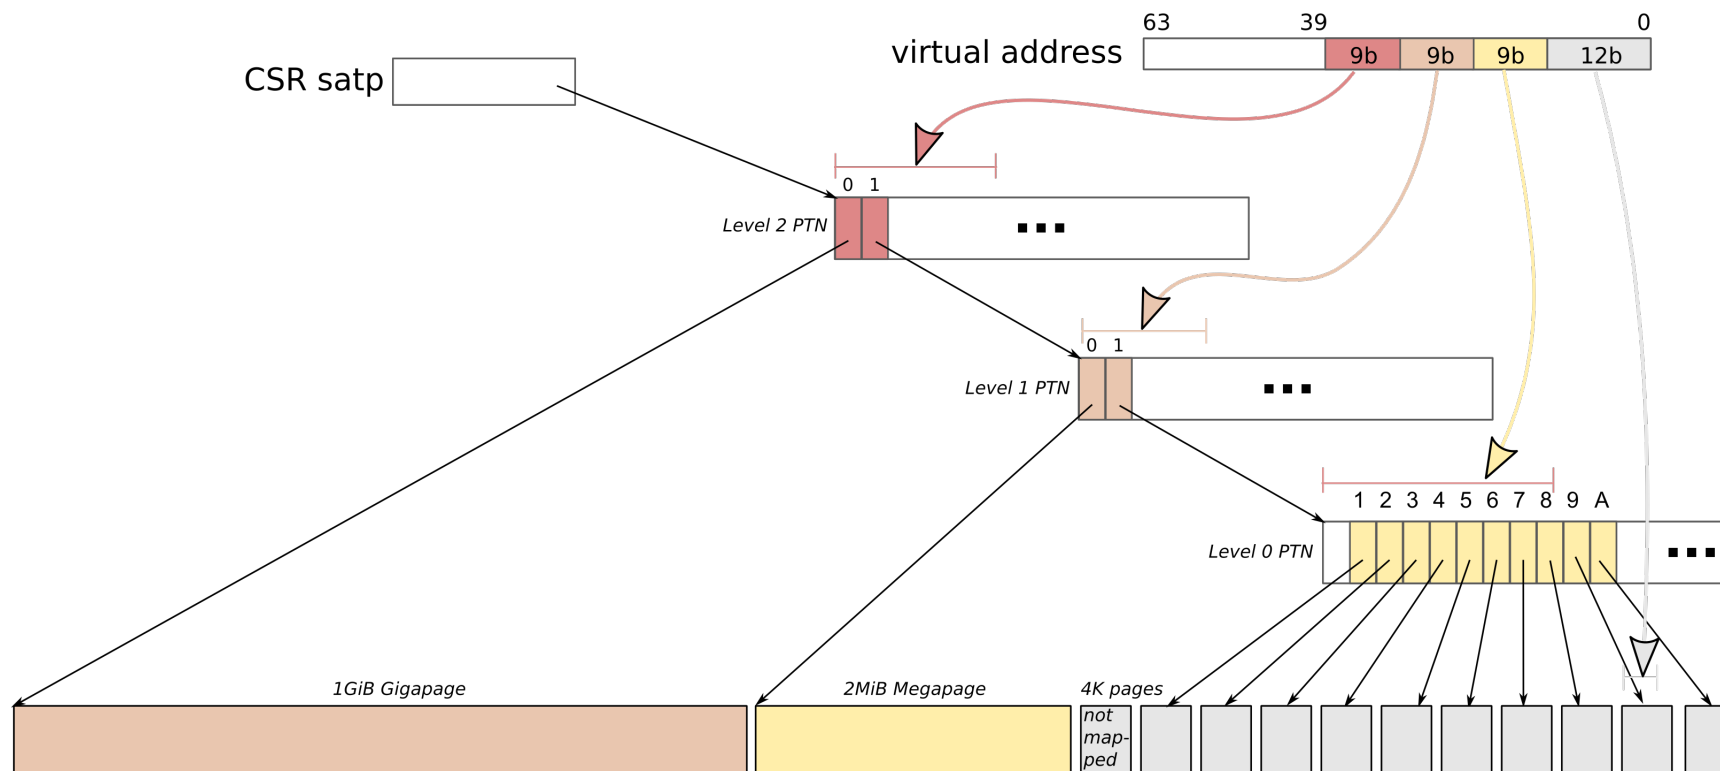 63 39 0
virtual address 9b 9b 9b 12b
CSR satp
0 1
Level 2 PTN
0 1
Level 1 PTN
1 2 3 4 5 6 7 8 9 A
Level 0 PTN
1GiB Gigapage 2MiB Megapage 4K pages
not
map-
ped